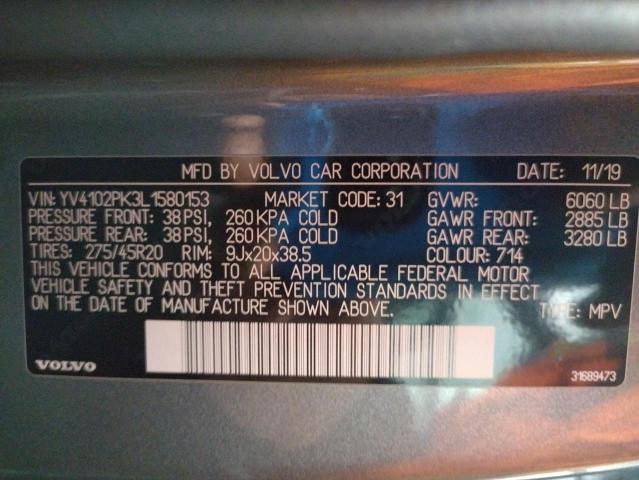 MFD BY VOLVO CAR CORPORATION DATE: 11/19
VIN: YV4102PK3L1580153 MARKET CODE: 31 GVWR: 6060 LB
PRESSURE FRONT: 38 PSI, 260 KPA COLD GAWR FRONT: 2885 LB
PRESSURE REAR: 38 PSI, 260 KPA COLD GAWR REAR: 3280 LB
TIRES: 275/45R20 RIM: 9Jx20x38.5 COLOUR: 714
THIS VEHICLE CONFORMS TO ALL APPLICABLE FEDERAL MOTOR
VEHICLE SAFETY AND THEFT PREVENTION STANDARDS IN EFFECT
ON THE DATE OF MANUFACTURE SHOWN ABOVE. TYPE: MPV
VOLVO 31689473